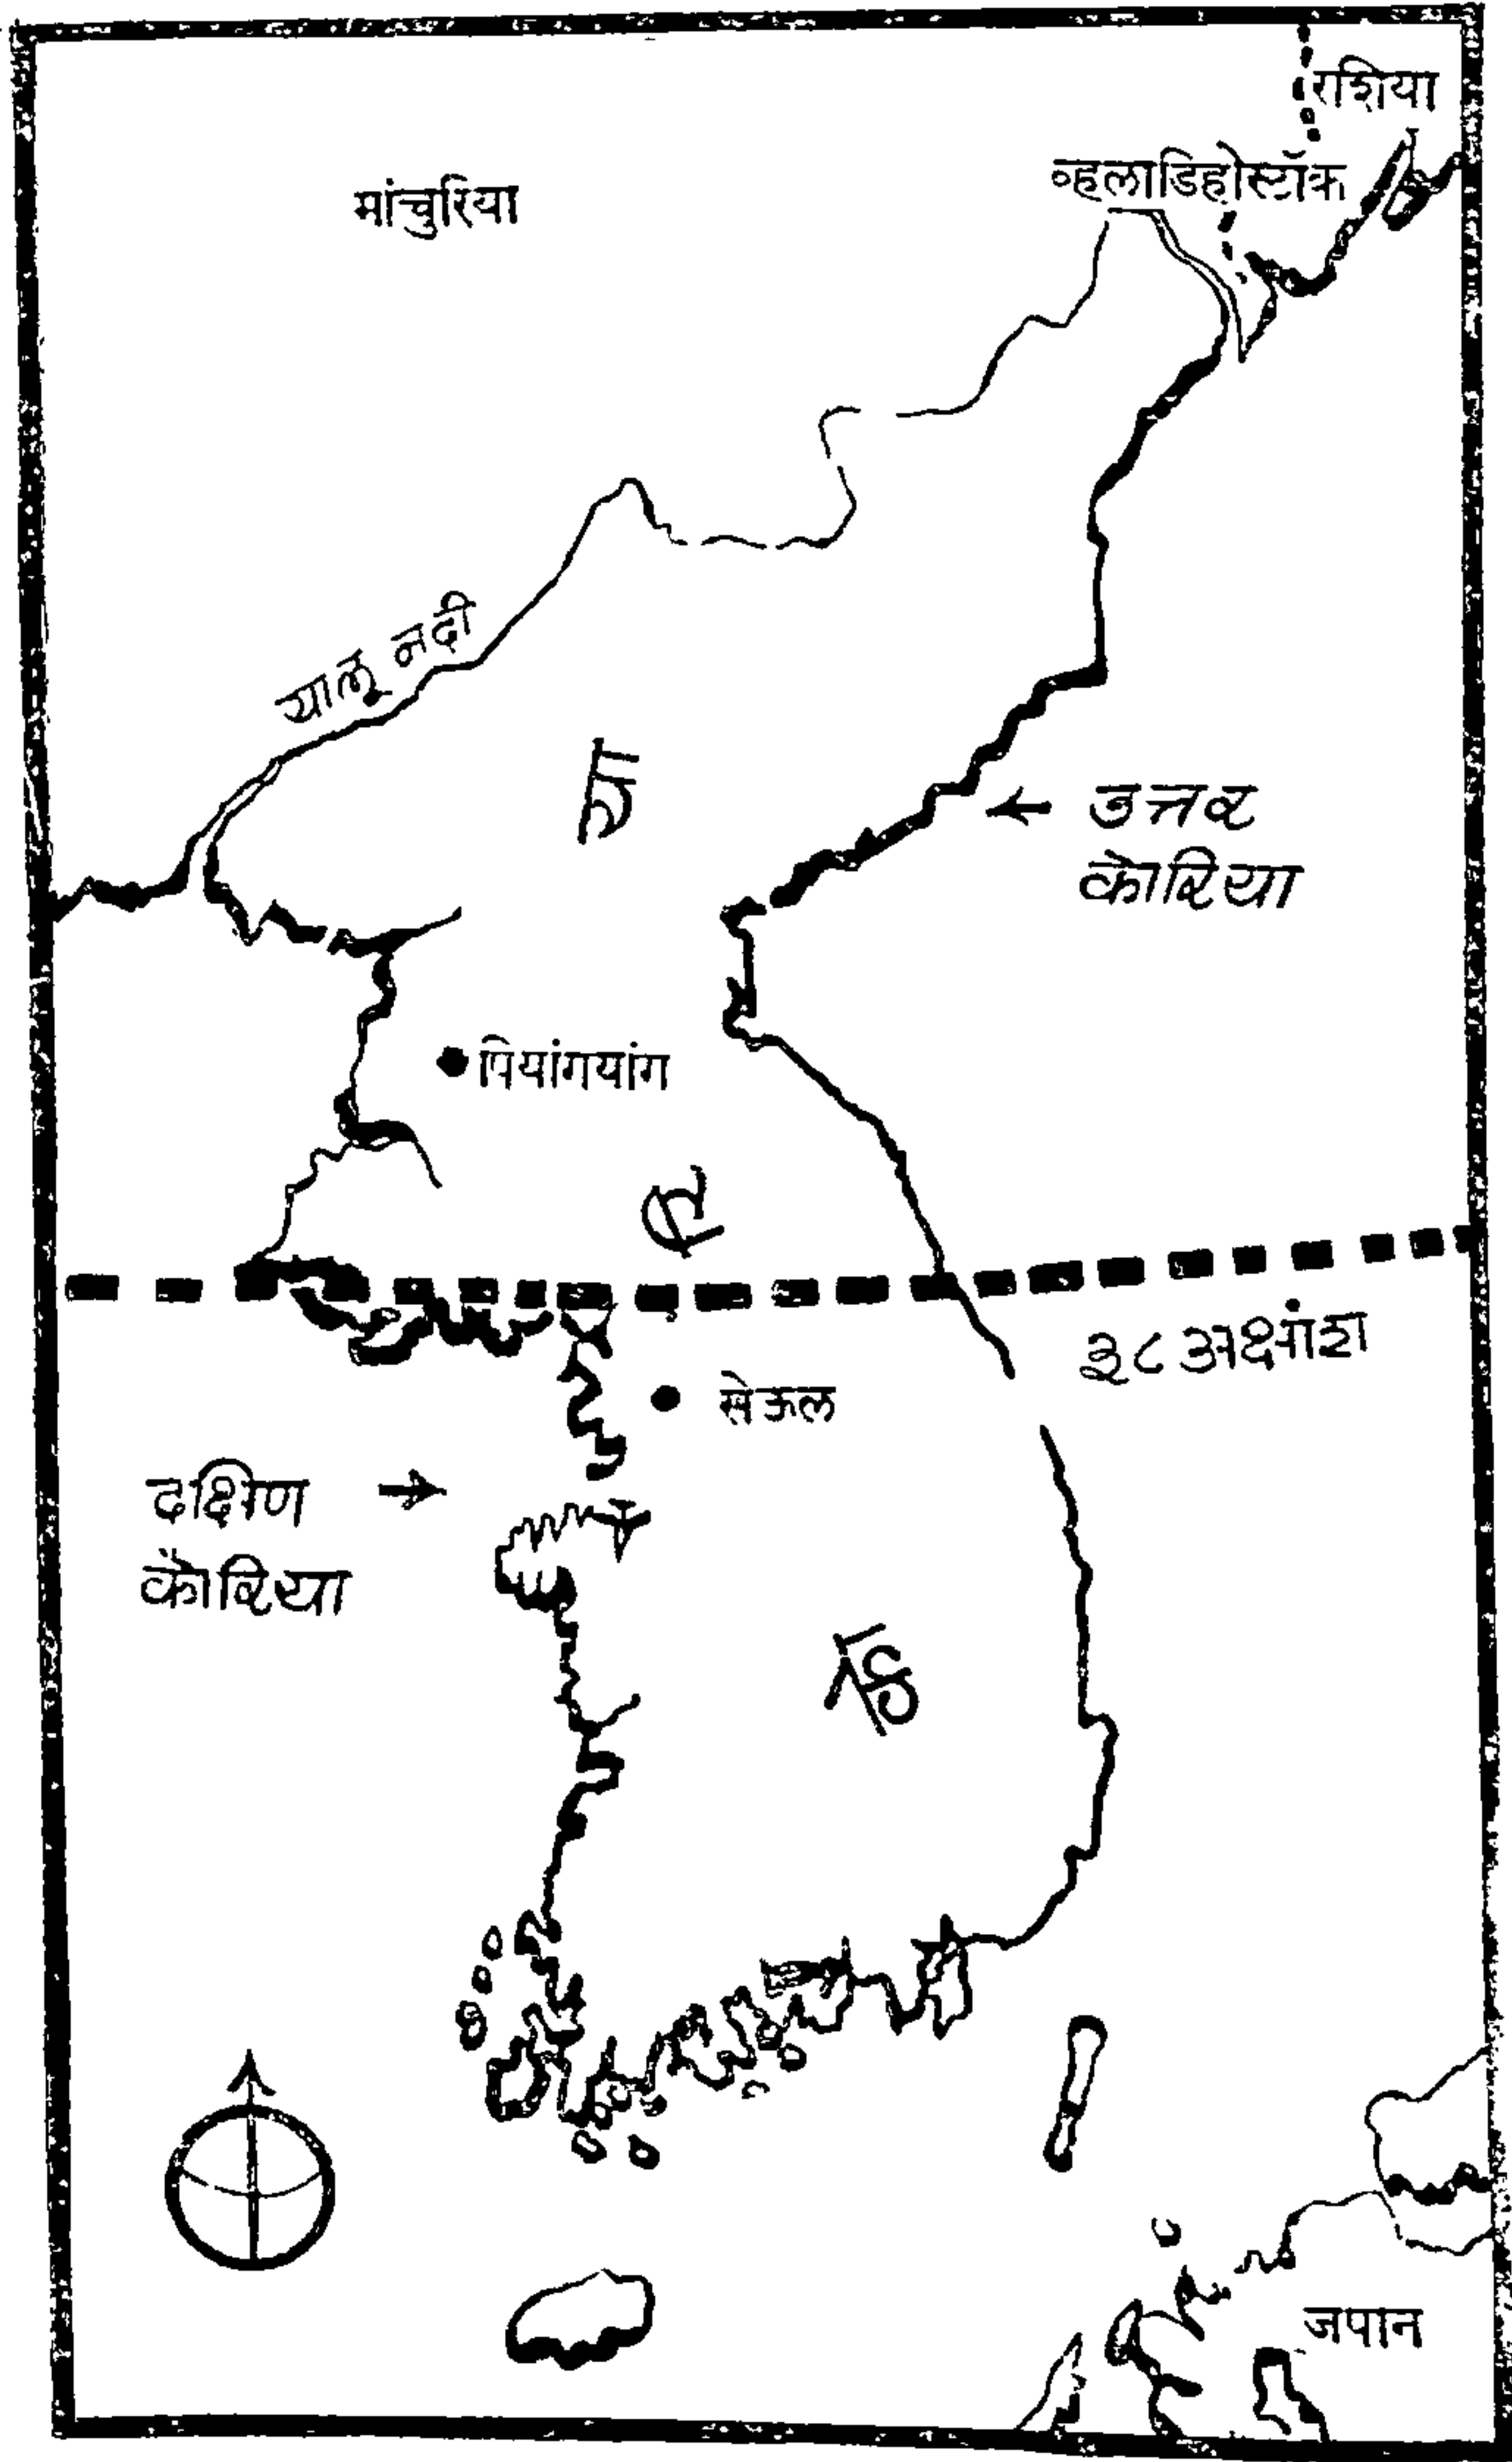 रशिया
व्हलाडिहोस्टॉक
मांचुरिया
यालू नदी
उत्तर
कोरिया
पियांगयांग
३८ अक्षांश
सेऊल
दक्षिण
कोरिया
को रि या
जपान